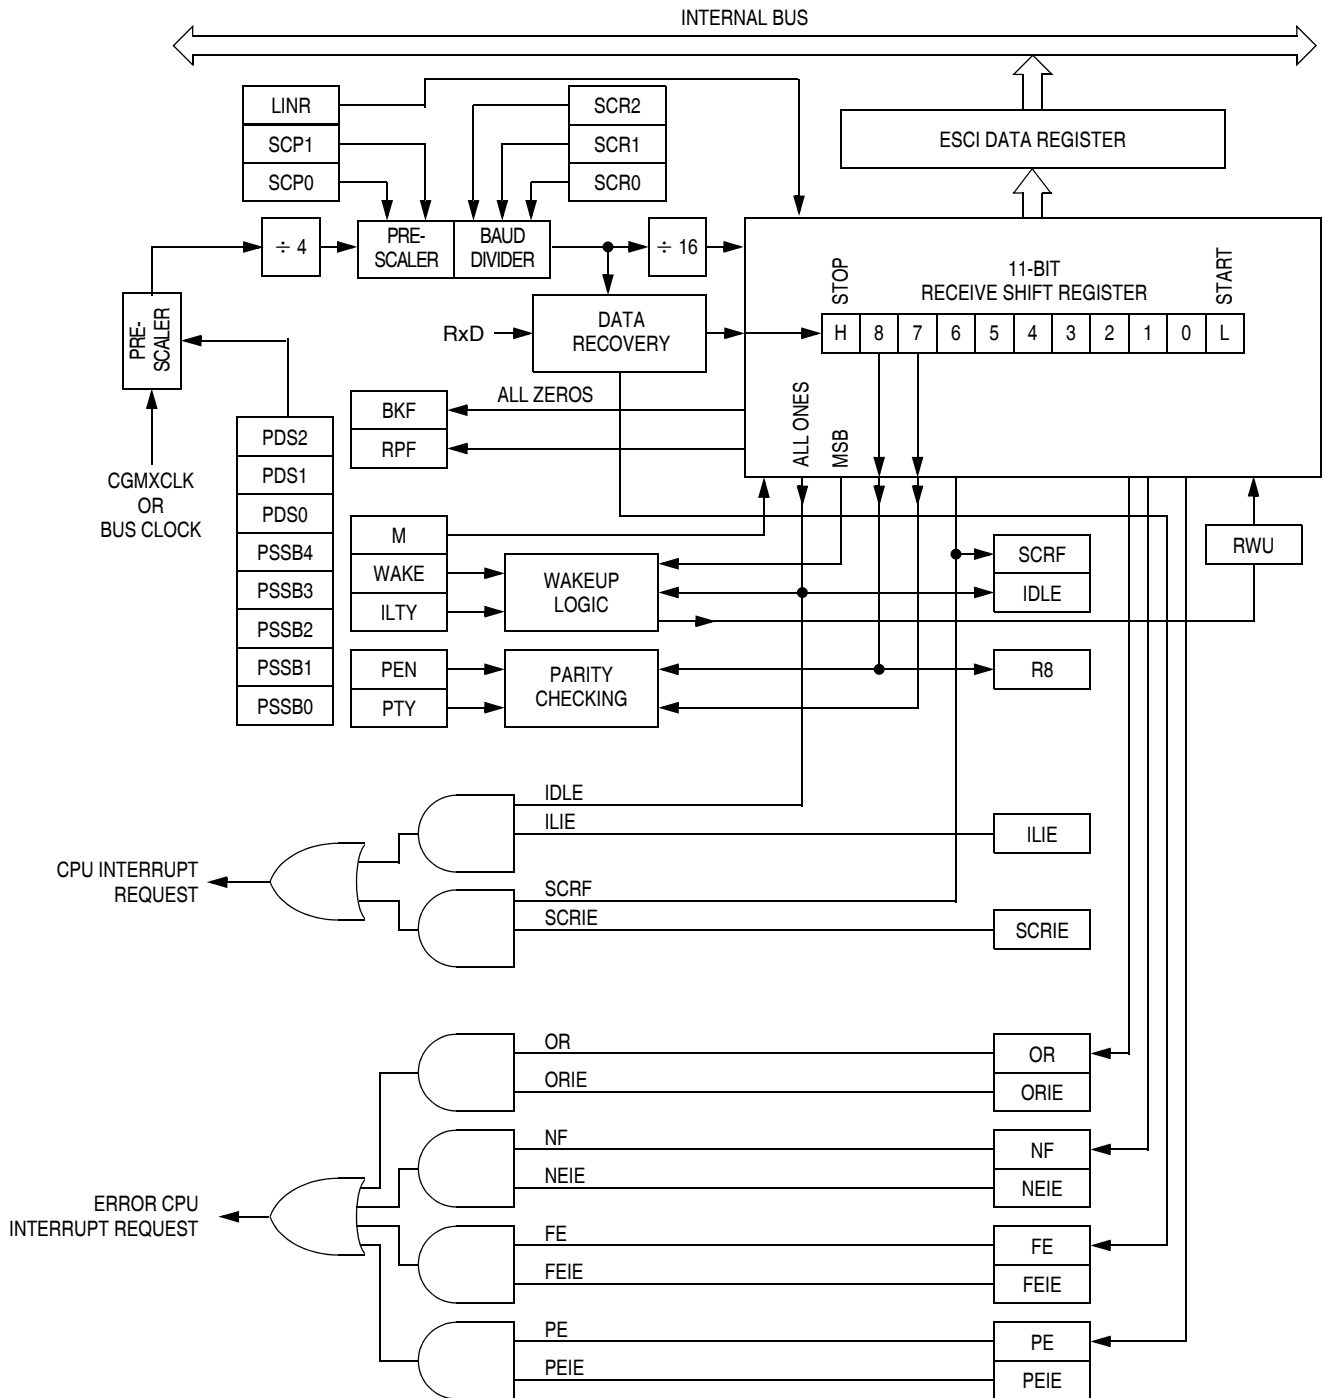 INTERNAL BUS
LINR
SCP1
SCP0
SCR2
SCR1
SCR0
ESCI DATA REGISTER
÷ 4
PRE-
SCALER
BAUD
DIVIDER
÷ 16
PRE-
SCALER
CGMXCLK
OR
BUS CLOCK
RxD
DATA
RECOVERY
STOP
11-BIT
RECEIVE SHIFT REGISTER
START
H 8 7 6 5 4 3 2 1 0 L
ALL ONES
MSB
BKF
RPF
ALL ZEROS
PDS2
PDS1
PDS0
PSSB4
PSSB3
PSSB2
PSSB1
PSSB0
M
WAKE
ILTY
WAKEUP
LOGIC
SCRF
IDLE
RWU
PEN
PTY
PARITY
CHECKING
R8
IDLE
ILIE
ILIE
CPU INTERRUPT
REQUEST
SCRF
SCRIE
SCRIE
OR
ORIE
OR
ORIE
NF
NEIE
NF
NEIE
ERROR CPU
INTERRUPT REQUEST
FE
FEIE
FE
FEIE
PE
PEIE
PE
PEIE